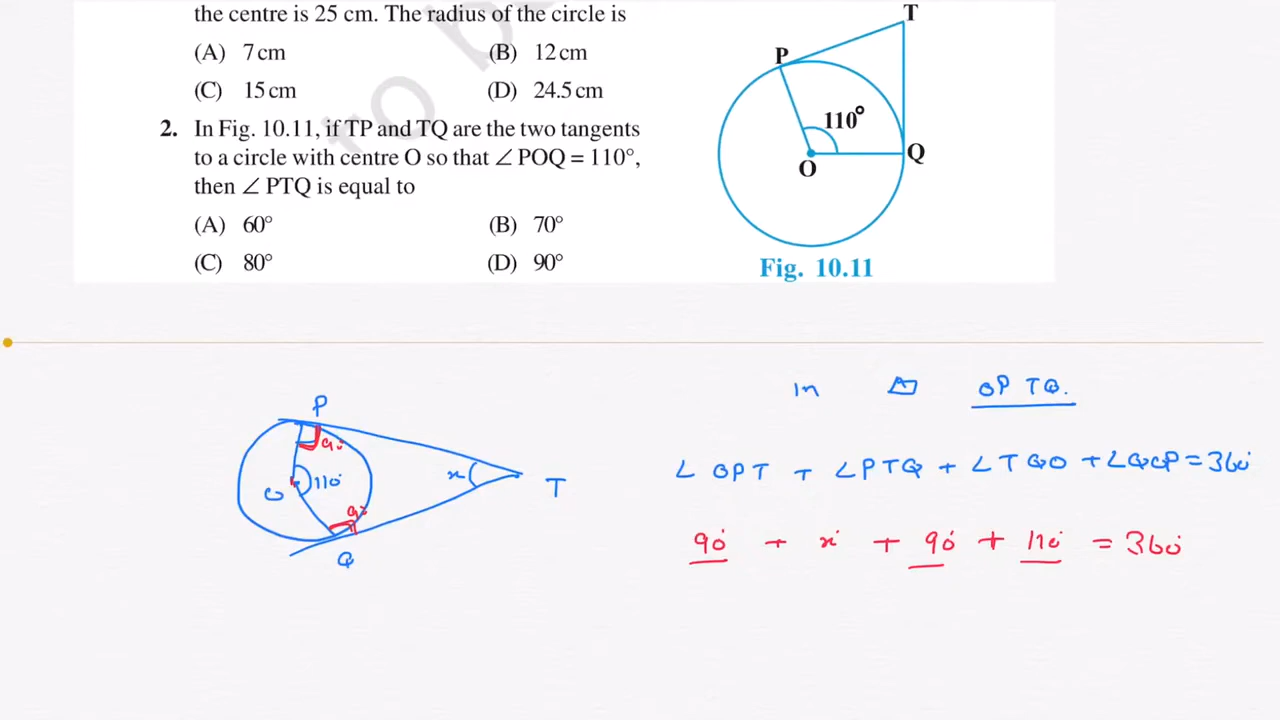 the centre is 25 cm. The radius of the circle is
(A) 7 cm (B) 12 cm
(C) 15 cm (D) 24.5 cm
2. In Fig. 10.11, if TP and TQ are the two tangents
to a circle with centre O so that ∠ POQ = 110°,
then ∠ PTQ is equal to
(A) 60° (B) 70°
(C) 80° (D) 90°
T
P
110°
O
Q
Fig. 10.11
P
90°
O
110°
x
T
90°
Q
In ▱ OPTQ.
∠OPT + ∠PTQ + ∠TQO + ∠QOP = 360°
90° + x° + 90° + 110° = 360°